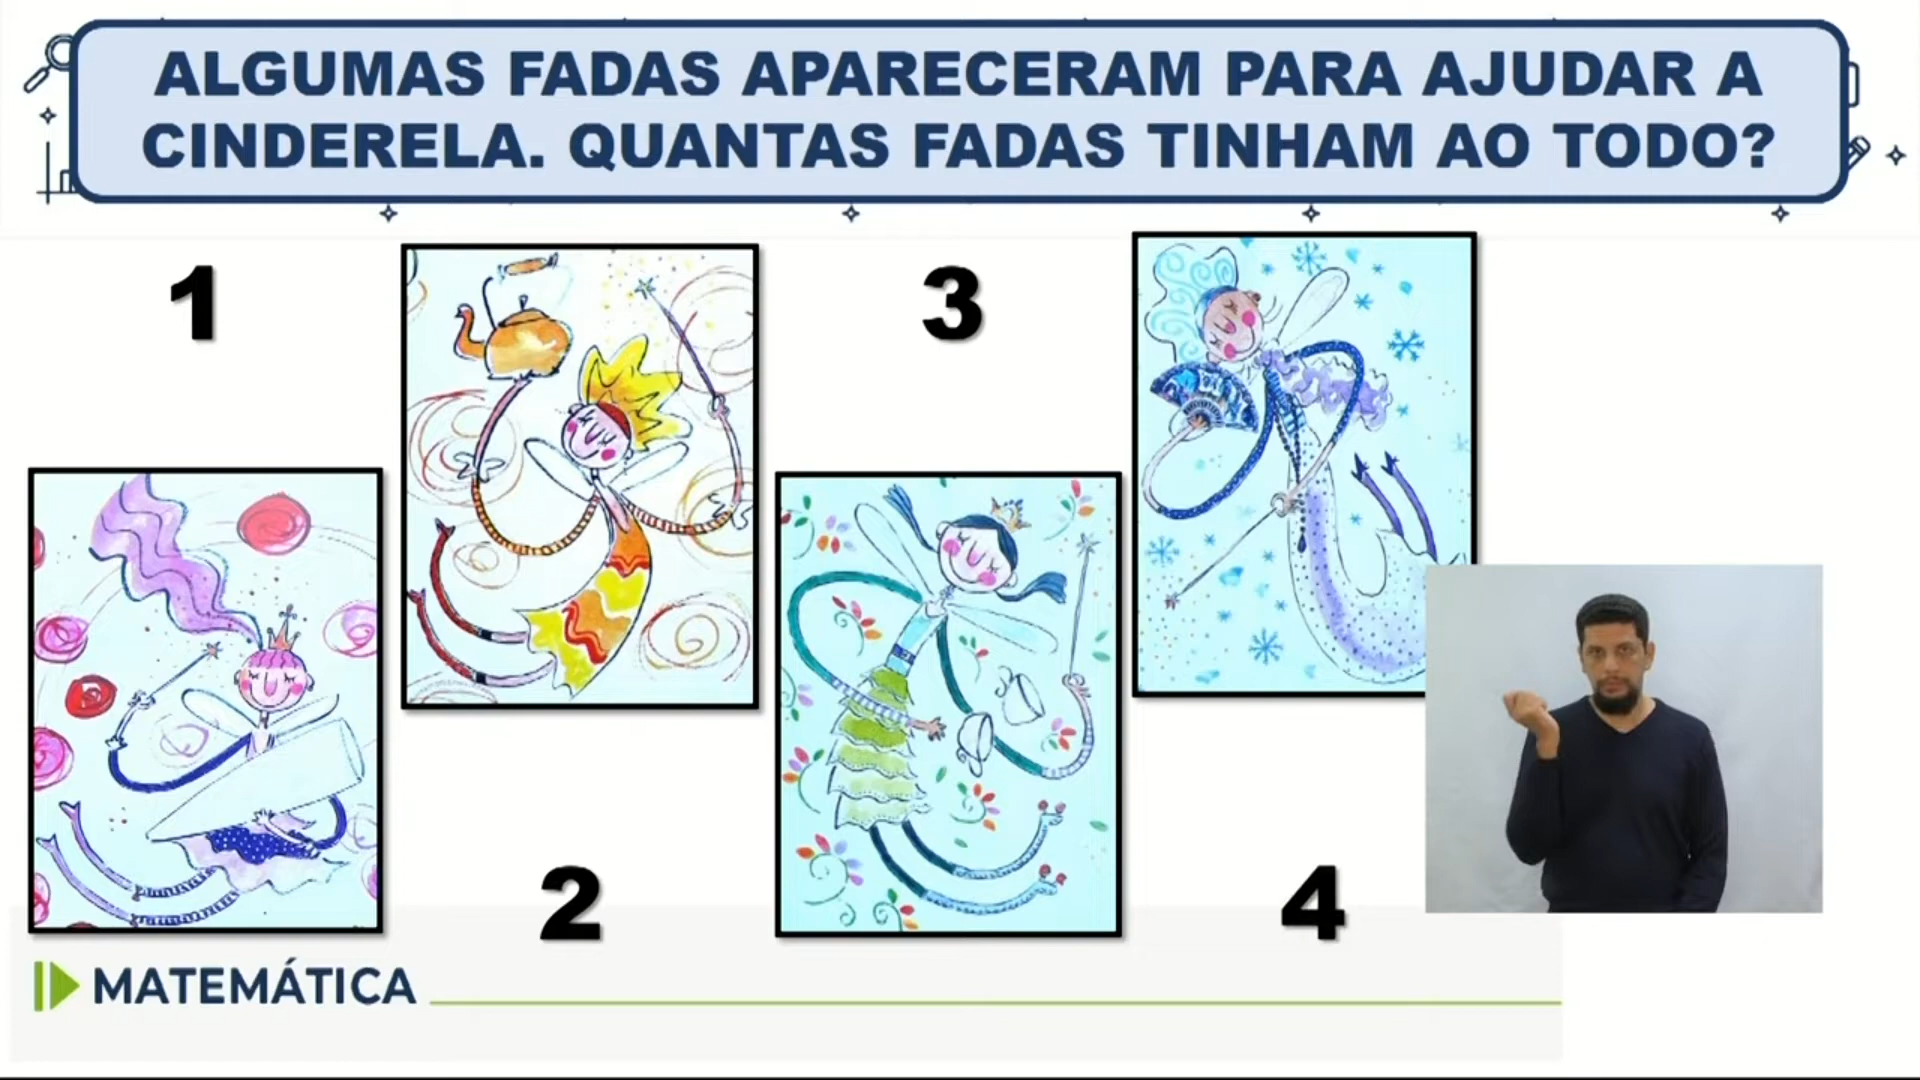 ALGUMAS FADAS APARECERAM PARA AJUDAR A
CINDERELA. QUANTAS FADAS TINHAM AO TODO?
1
3
2
4
MATEMÁTICA